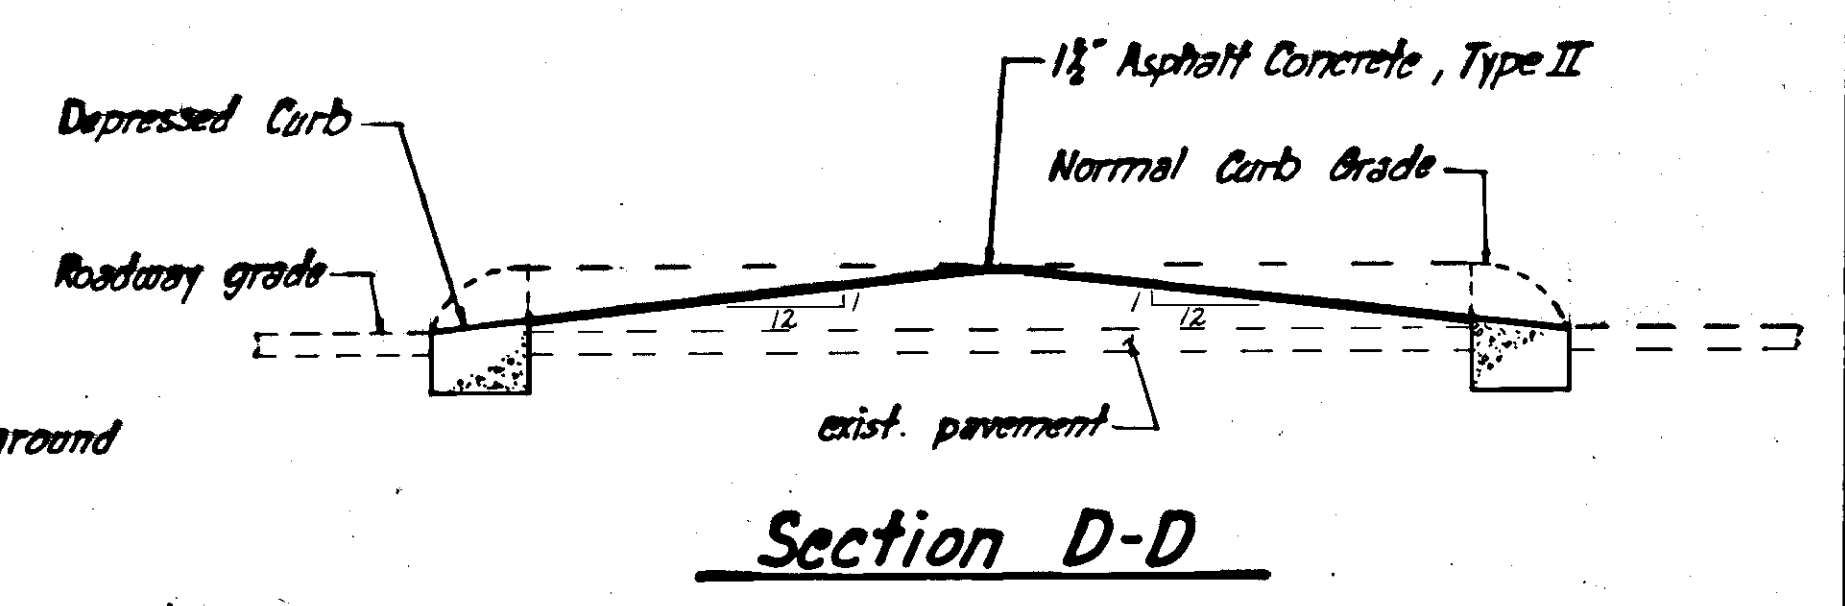 1½" Asphalt Concrete, Type II
Depressed Curb
Normal Curb Grade
Roadway grade
12
1
1
12
exist. pavement
around
Section D-D